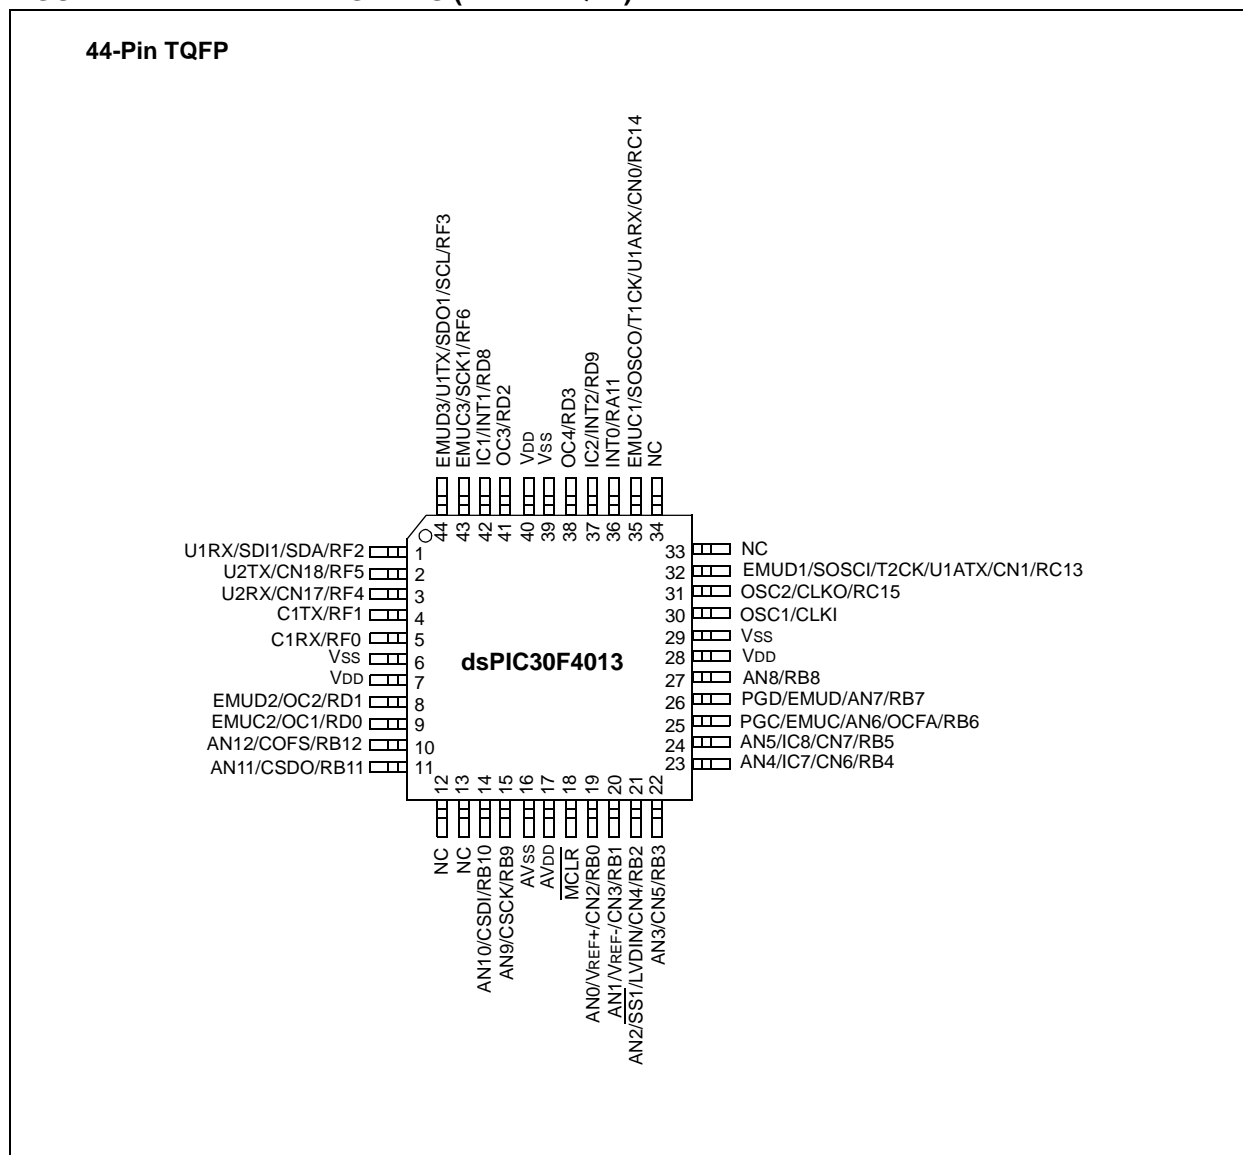 44-Pin TQFP
EMUD3/U1TX/SDO1/SCL/RF3
EMUC3/SCK1/RF6
IC1/INT1/RD8
OC3/RD2
VDD
VSS
OC4/RD3
IC2/INT2/RD9
INT0/RA11
EMUC1/SOSCO/T1CK/U1ARX/CN0/RC14
NC
44
43
42
41
40
39
38
37
36
35
34
U1RX/SDI1/SDA/RF2 1
U2TX/CN18/RF5 2
U2RX/CN17/RF4 3
C1TX/RF1 4
C1RX/RF0 5
VSS 6
VDD 7
EMUD2/OC2/RD1 8
EMUC2/OC1/RD0 9
AN12/COFS/RB12 10
AN11/CSDO/RB11 11
dsPIC30F4013
33 NC
32 EMUD1/SOSCI/T2CK/U1ATX/CN1/RC13
31 OSC2/CLKO/RC15
30 OSC1/CLKI
29 VSS
28 VDD
27 AN8/RB8
26 PGD/EMUD/AN7/RB7
25 PGC/EMUC/AN6/OCFA/RB6
24 AN5/IC8/CN7/RB5
23 AN4/IC7/CN6/RB4
12
13
14
15
16
17
18
19
20
21
22
NC
NC
AN10/CSDI/RB10
AN9/CSCK/RB9
AVSS
AVDD
MCLR
AN0/VREF+/CN2/RB0
AN1/VREF-/CN3/RB1
AN2/SS1/LVDIN/CN4/RB2
AN3/CN5/RB3